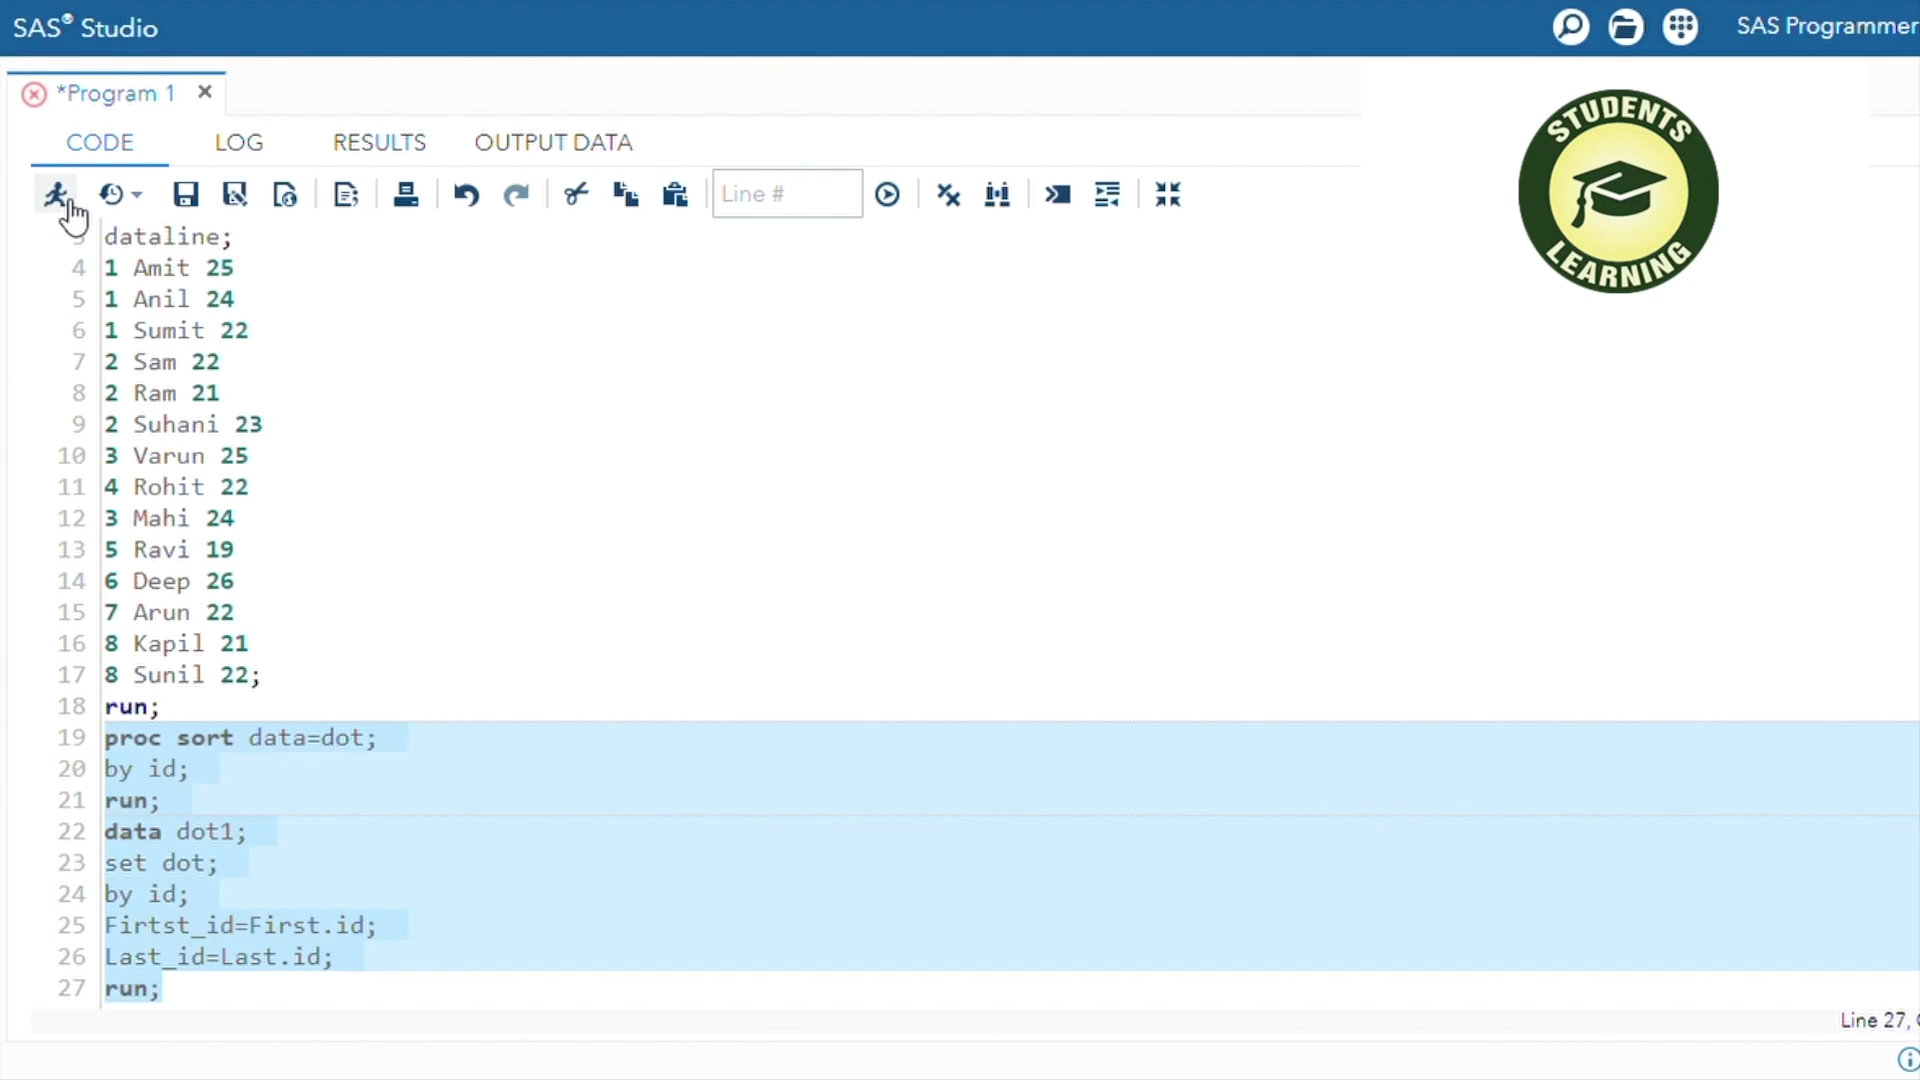 SAS® Studio
SAS Programmer
*Program 1
CODE LOG RESULTS OUTPUT DATA
Line #
STUDENTS LEARNING
3 dataline;
4 1 Amit 25
5 1 Anil 24
6 1 Sumit 22
7 2 Sam 22
8 2 Ram 21
9 2 Suhani 23
10 3 Varun 25
11 4 Rohit 22
12 3 Mahi 24
13 5 Ravi 19
14 6 Deep 26
15 7 Arun 22
16 8 Kapil 21
17 8 Sunil 22;
18 run;
19 proc sort data=dot;
20 by id;
21 run;
22 data dot1;
23 set dot;
24 by id;
25 Firtst_id=First.id;
26 Last_id=Last.id;
27 run;
Line 27,